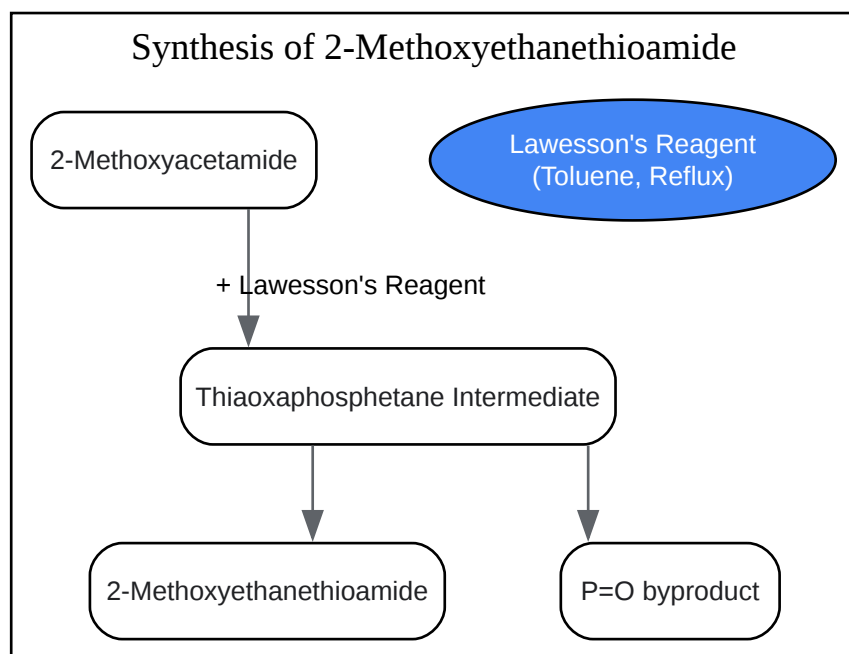 Synthesis of 2-Methoxyethanethioamide
2-Methoxyacetamide
Lawesson's Reagent
(Toluene, Reflux)
+ Lawesson's Reagent
Thiaoxaphosphetane Intermediate
2-Methoxyethanethioamide
P=O byproduct